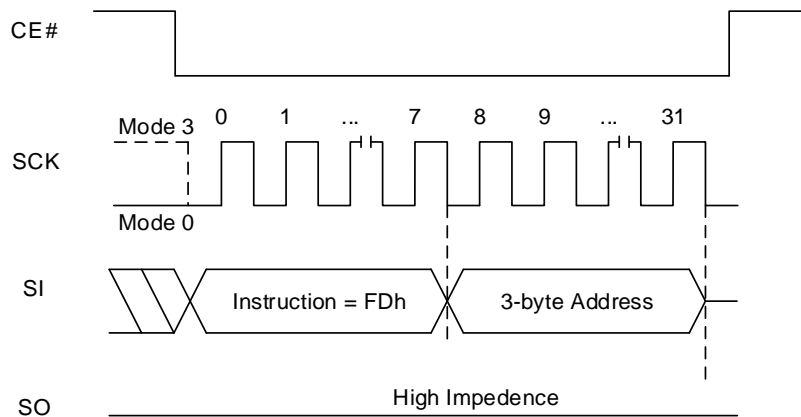 CE#
0 1 ... 7 8 9 ... 31
Mode 3
SCK
Mode 0
SI
Instruction = FDh
3-byte Address
High Impedence
SO